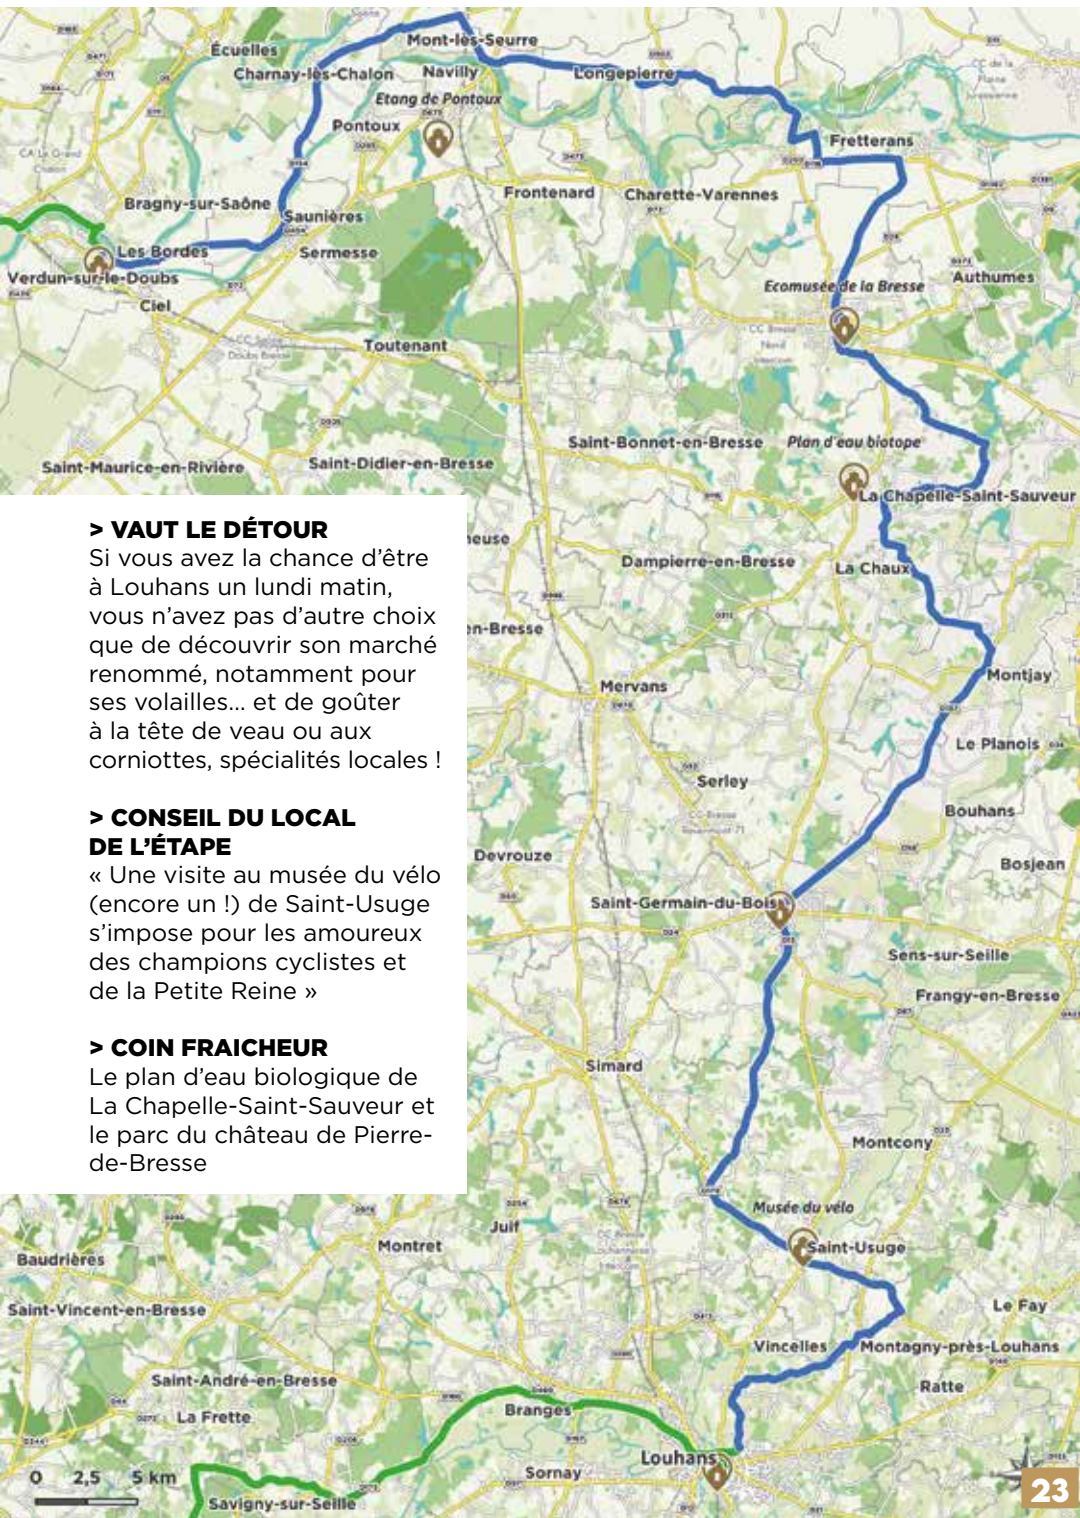 Écuelles
Mont-lès-Seurre
Charnay-lès-Chalon
Navilly
Longepierre
Etang de Pontoux
Pontoux
Fretterans
Frontenard
Charette-Varennes
Bragny-sur-Saône
Saunières
Les Bordes
Sermesse
Verdun-sur-le-Doubs
Authumes
Ecomusée de la Bresse
Ciel
Toutenant
Saint-Bonnet-en-Bresse
Plan d'eau biotope
Saint-Maurice-en-Rivière
Saint-Didier-en-Bresse
La Chapelle-Saint-Sauveur
> VAUT LE DÉTOUR
Si vous avez la chance d'être
à Louhans un lundi matin,
vous n'avez pas d'autre choix
que de découvrir son marché
renommé, notamment pour
ses volailles... et de goûter
à la tête de veau ou aux
corniottes, spécialités locales !
> CONSEIL DU LOCAL
DE L'ÉTAPE
« Une visite au musée du vélo
(encore un !) de Saint-Usuge
s'impose pour les amoureux
des champions cyclistes et
de la Petite Reine »
> COIN FRAICHEUR
Le plan d'eau biologique de
La Chapelle-Saint-Sauveur et
le parc du château de Pierre-
de-Bresse
euse
Dampierre-en-Bresse
La Chaux
en-Bresse
Mervans
Montjay
Le Planois
Serley
Bouhans
Devrouze
Bosjean
Saint-Germain-du-Bois
Sens-sur-Seille
Frangy-en-Bresse
Simard
Montcony
Musée du vélo
Juif
Montret
Saint-Usuge
Baudrières
Saint-Vincent-en-Bresse
Le Fay
Vincelles
Montagny-près-Louhans
Saint-André-en-Bresse
Ratte
La Frette
Branges
Louhans
Sornay
0 2,5 5 km
Savigny-sur-Seille
23